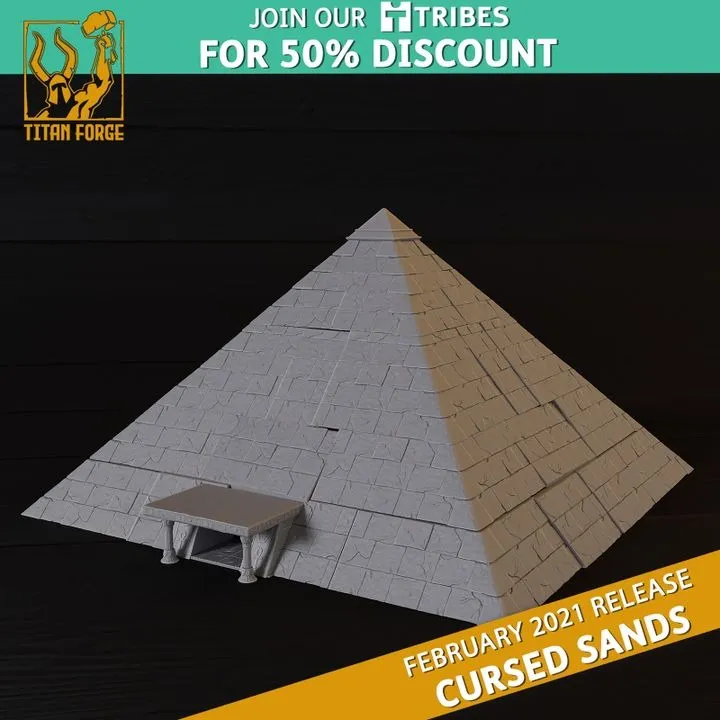 JOIN OUR TRIBES
FOR 50% DISCOUNT
TITAN FORGE
FEBRUARY 2021 RELEASE
CURSED SANDS